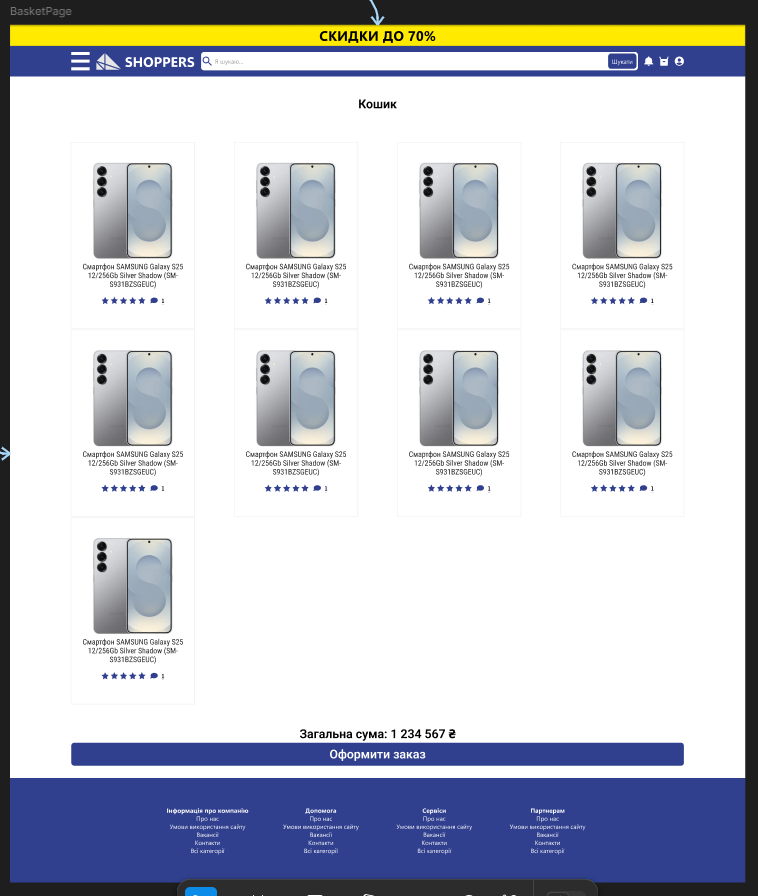 BasketPage
СКИДКИ ДО 70%
SHOPPERS
Я шукаю...
Шукати
Кошик
Смартфон SAMSUNG Galaxy S25
12/256Gb Silver Shadow (SM-
S931BZSGEUC)
1
Смартфон SAMSUNG Galaxy S25
12/256Gb Silver Shadow (SM-
S931BZSGEUC)
1
Смартфон SAMSUNG Galaxy S25
12/256Gb Silver Shadow (SM-
S931BZSGEUC)
1
Смартфон SAMSUNG Galaxy S25
12/256Gb Silver Shadow (SM-
S931BZSGEUC)
1
Смартфон SAMSUNG Galaxy S25
12/256Gb Silver Shadow (SM-
S931BZSGEUC)
1
Смартфон SAMSUNG Galaxy S25
12/256Gb Silver Shadow (SM-
S931BZSGEUC)
1
Смартфон SAMSUNG Galaxy S25
12/256Gb Silver Shadow (SM-
S931BZSGEUC)
1
Смартфон SAMSUNG Galaxy S25
12/256Gb Silver Shadow (SM-
S931BZSGEUC)
1
Смартфон SAMSUNG Galaxy S25
12/256Gb Silver Shadow (SM-
S931BZSGEUC)
1
Загальна сума: 1 234 567 ₴
Оформити заказ
Інформація про компанію
Про нас
Умови використання сайту
Вакансії
Контакти
Всі категорії
Допомога
Про нас
Умови використання сайту
Вакансії
Контакти
Всі категорії
Сервіси
Про нас
Умови використання сайту
Вакансії
Контакти
Всі категорії
Партнерам
Про нас
Умови використання сайту
Вакансії
Контакти
Всі категорії